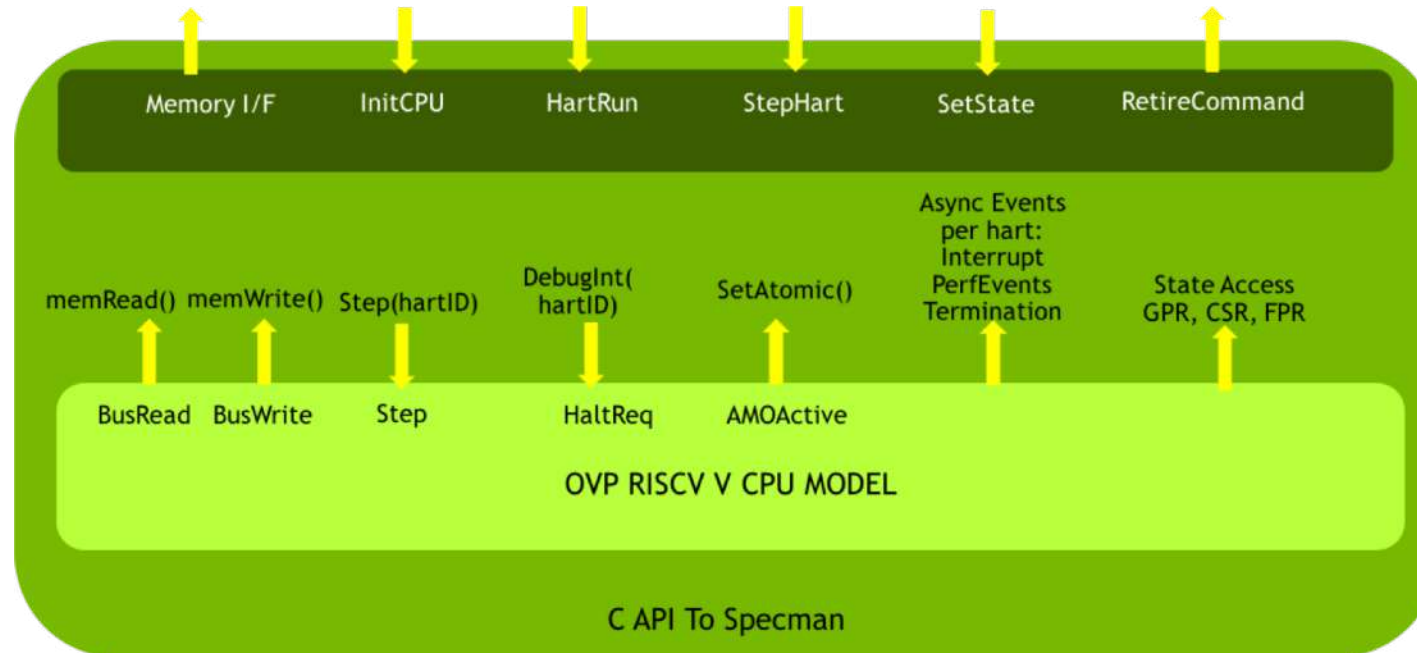 Memory I/F
InitCPU
HartRun
StepHart
SetState
RetireCommand
memRead()
memWrite()
Step(hartID)
DebugInt(
hartID)
SetAtomic()
Async Events
per hart:
Interrupt
PerfEvents
Termination
State Access
GPR, CSR, FPR
BusRead
BusWrite
Step
HaltReq
AMOActive
OVP RISCV V CPU MODEL
C API To Specman